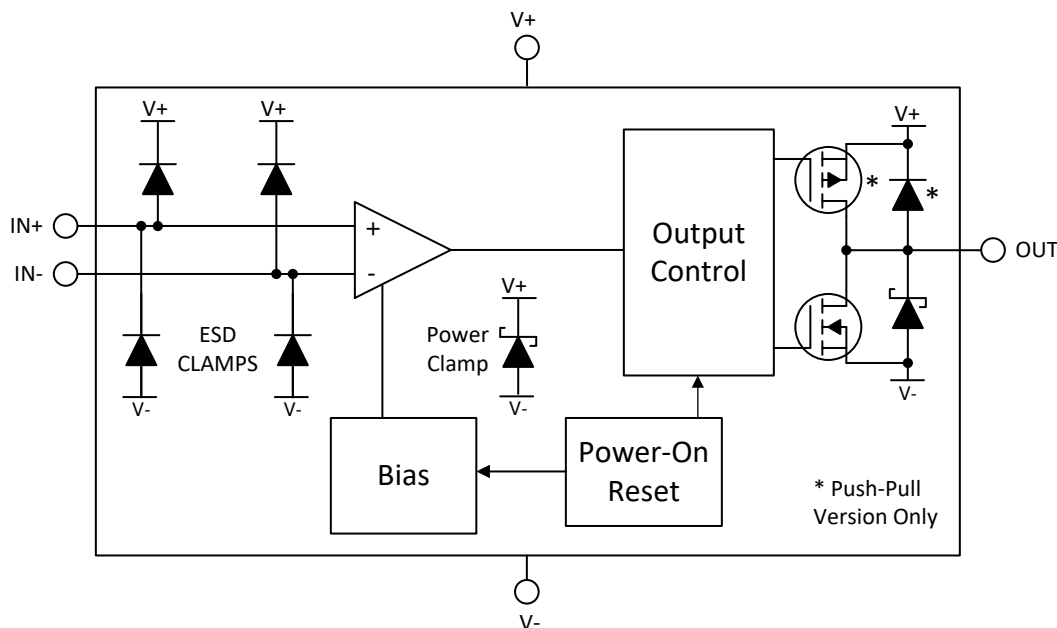 V+
V+
V+
V+
*
*
IN+
IN-
+
-
Output
Control
OUT
V+
Power
Clamp
V-
ESD
CLAMPS
V-
V-
V-
Bias
Power-On
Reset
* Push-Pull
Version Only
V-